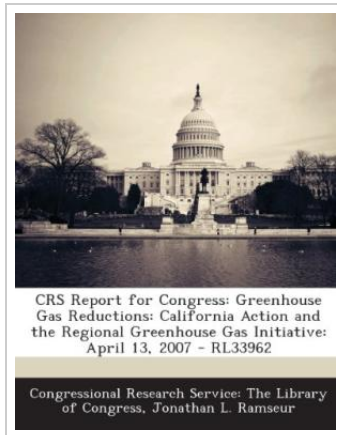 CRS Report for Congress: Greenhouse
Gas Reductions: California Action and
the Regional Greenhouse Gas Initiative:
April 13, 2007 - RL33962
Congressional Research Service: The Library
of Congress, Jonathan L. Ramseur